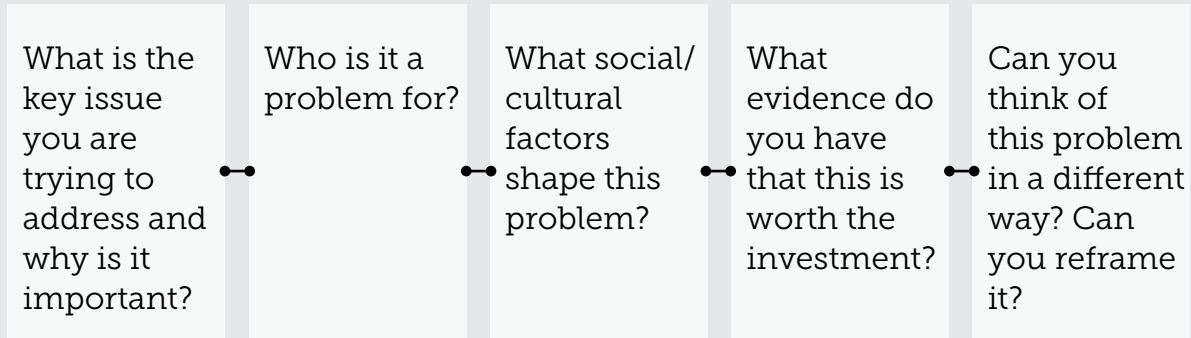 What is the
key issue
you are
trying to
address and
why is it
important?
Who is it a
problem for?
What social/
cultural
factors
shape this
problem?
What
evidence do
you have
that this is
worth the
investment?
Can you
think of
this problem
in a different
way? Can
you reframe
it?